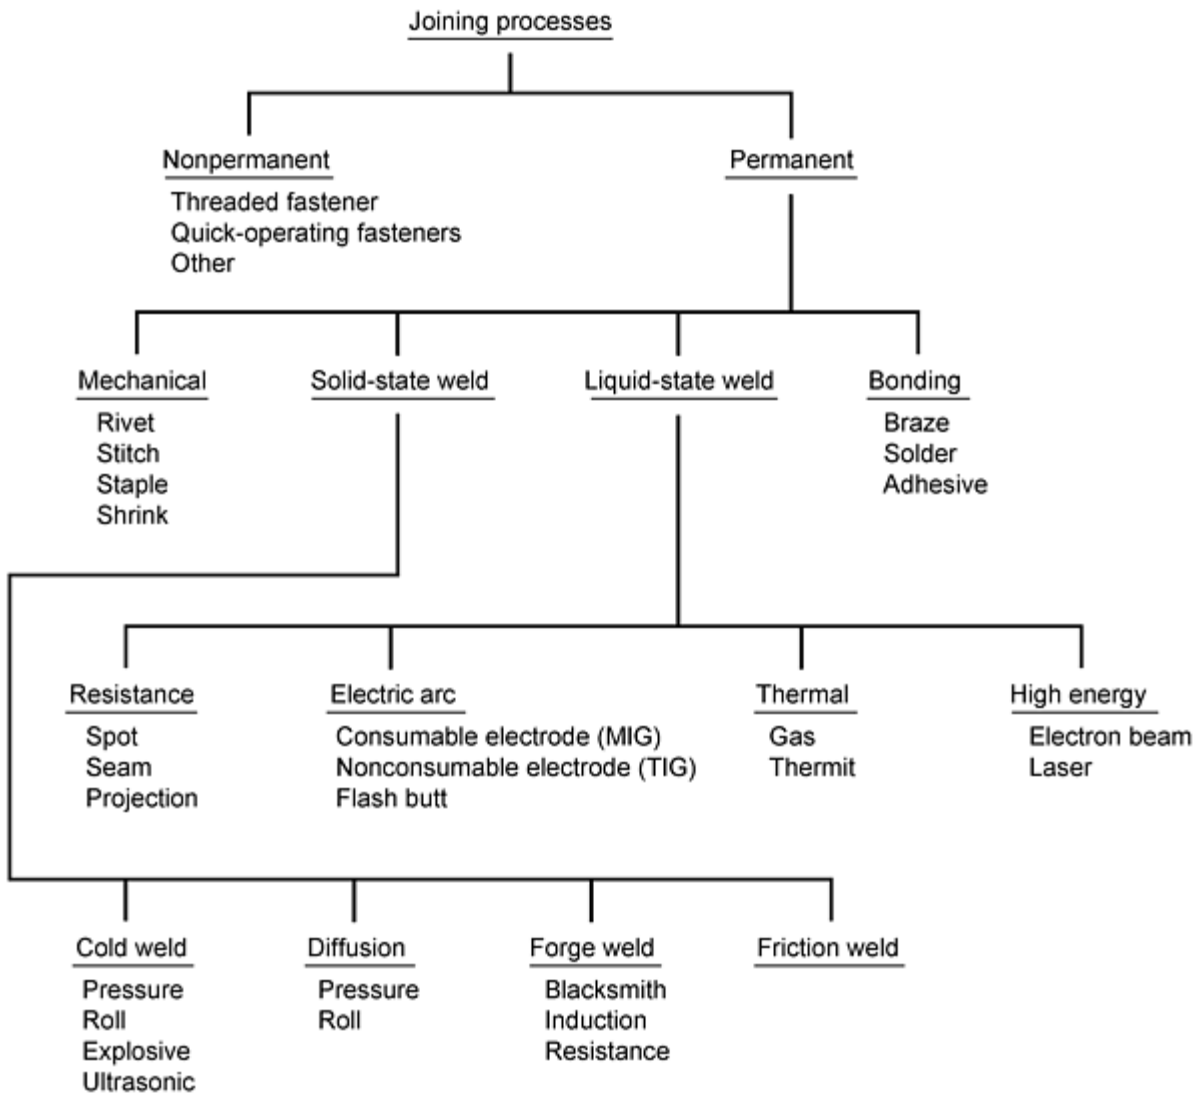 Joining processes
Nonpermanent
Threaded fastener
Quick-operating fasteners
Other
Permanent
Mechanical
Rivet
Stitch
Staple
Shrink
Solid-state weld
Liquid-state weld
Bonding
Braze
Solder
Adhesive
Resistance
Spot
Seam
Projection
Electric arc
Consumable electrode (MIG)
Nonconsumable electrode (TIG)
Flash butt
Thermal
Gas
Thermit
High energy
Electron beam
Laser
Cold weld
Pressure
Roll
Explosive
Ultrasonic
Diffusion
Pressure
Roll
Forge weld
Blacksmith
Induction
Resistance
Friction weld